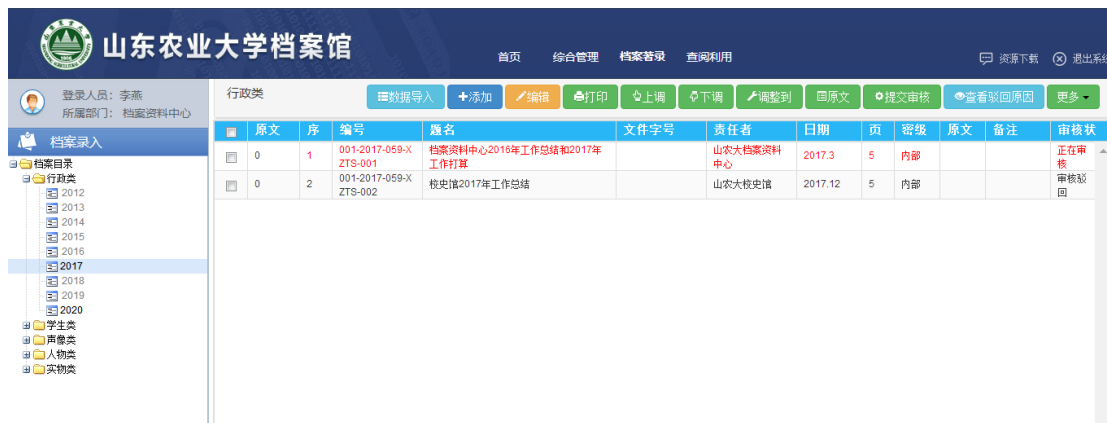 山东农业大学档案馆
首页 综合管理 档案著录 查阅利用
资源下载 退出系统
登录人员：李燕
所属部门： 档案资料中心
行政类
数据导入 添加 编辑 打印 上调 下调 调整到 原文 提交审核 查看驳回原因 更多
档案录入
原文 序 编号 题名 文件字号 责任者 日期 页 密级 原文 备注 审核状
0 1 001-2017-059-X 档案资料中心2016年工作总结和2017年 山农大档案资料 2017.3 5 内部 正在审
ZTS-001 工作打算 中心 核
0 2 001-2017-059-X 校史馆2017年工作总结 山农大校史馆 2017.12 5 内部 审核驳
ZTS-002 回
档案目录
行政类
2012
2013
2014
2015
2016
2017
2018
2019
2020
学生类
声像类
人物类
实物类